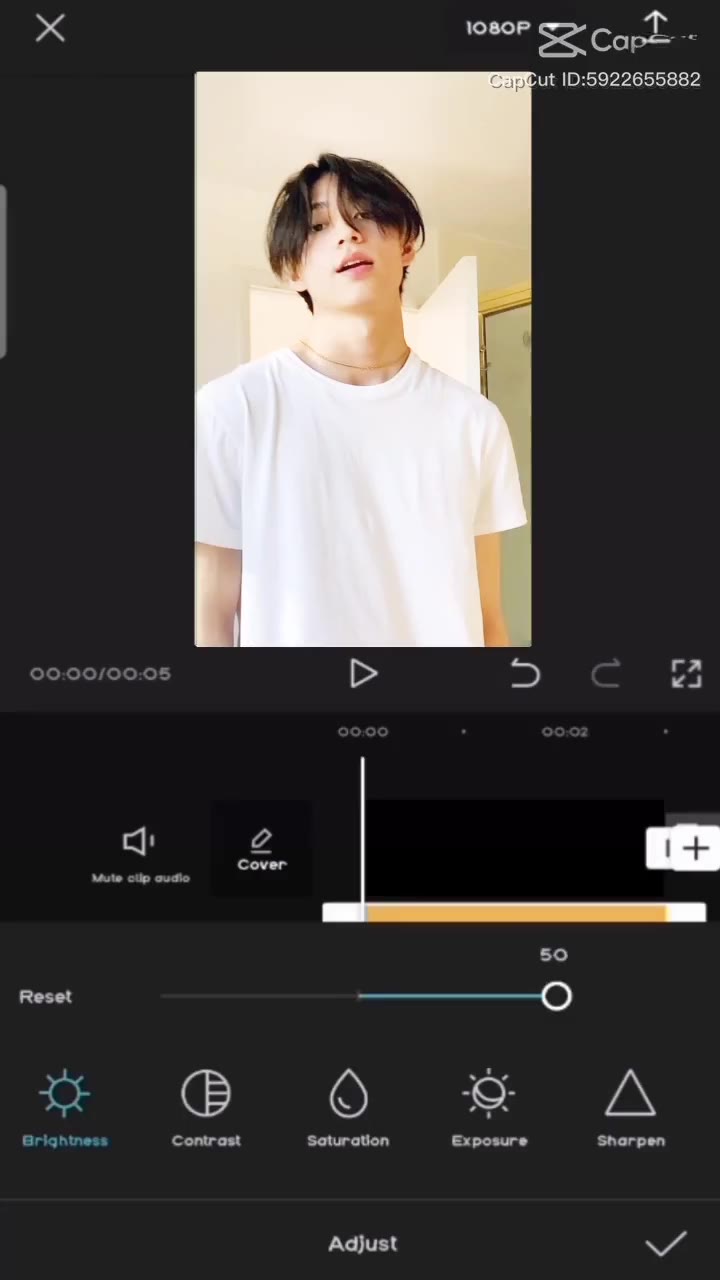 1080P
CapCut
CapCut ID:5922655882
00:00/00:05
00:00
00:02
Mute clip audio
Cover
50
Reset
Brightness
Contrast
Saturation
Exposure
Sharpen
Adjust